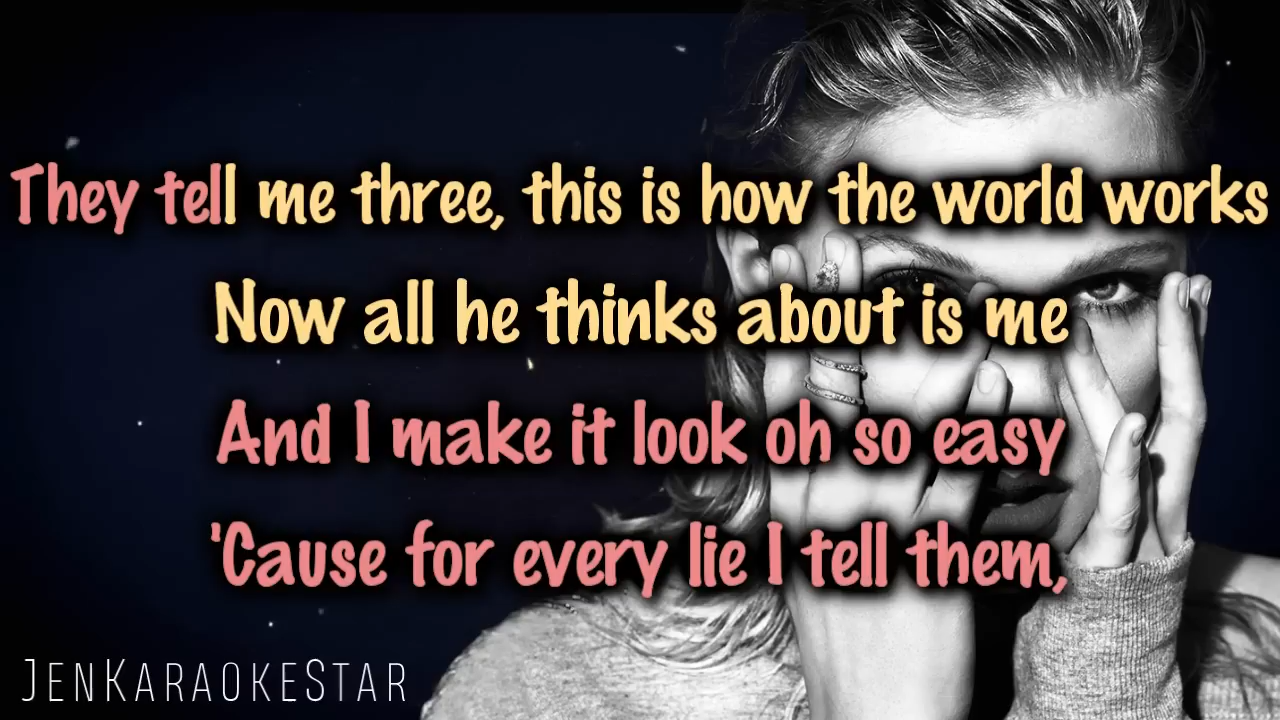 They tell me three, this is how the world works
Now all he thinks about is me
And I make it look oh so easy
'Cause for every lie I tell them,
JENKARAOKESTAR